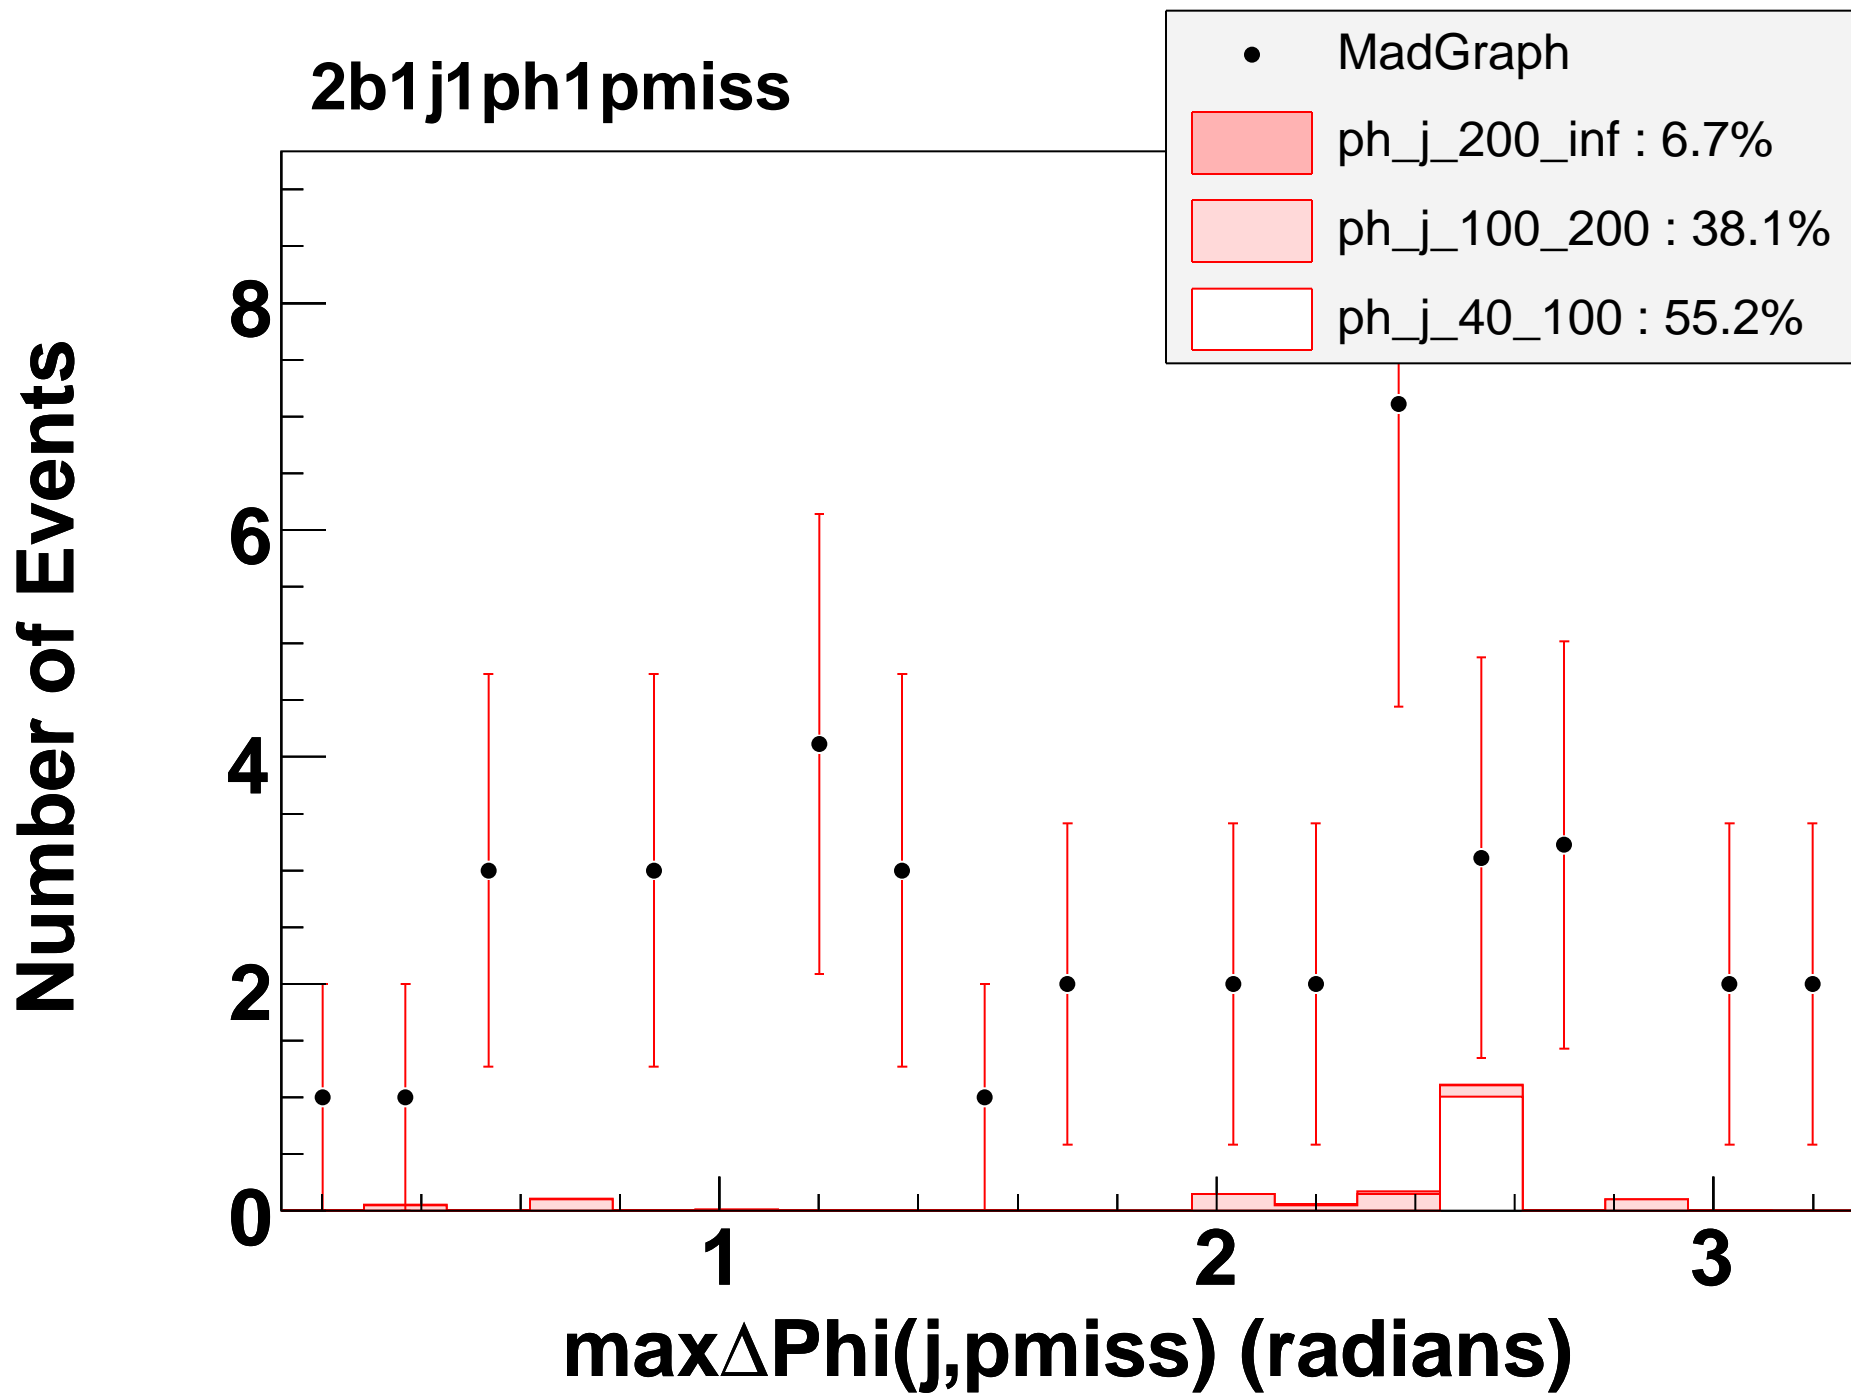 2b1j1ph1pmiss
MadGraph
ph_j_200_inf : 6.7%
ph_j_100_200 : 38.1%
ph_j_40_100 : 55.2%
Number of Events
8
6
4
2
0
1 2 3
maxΔPhi(j,pmiss) (radians)